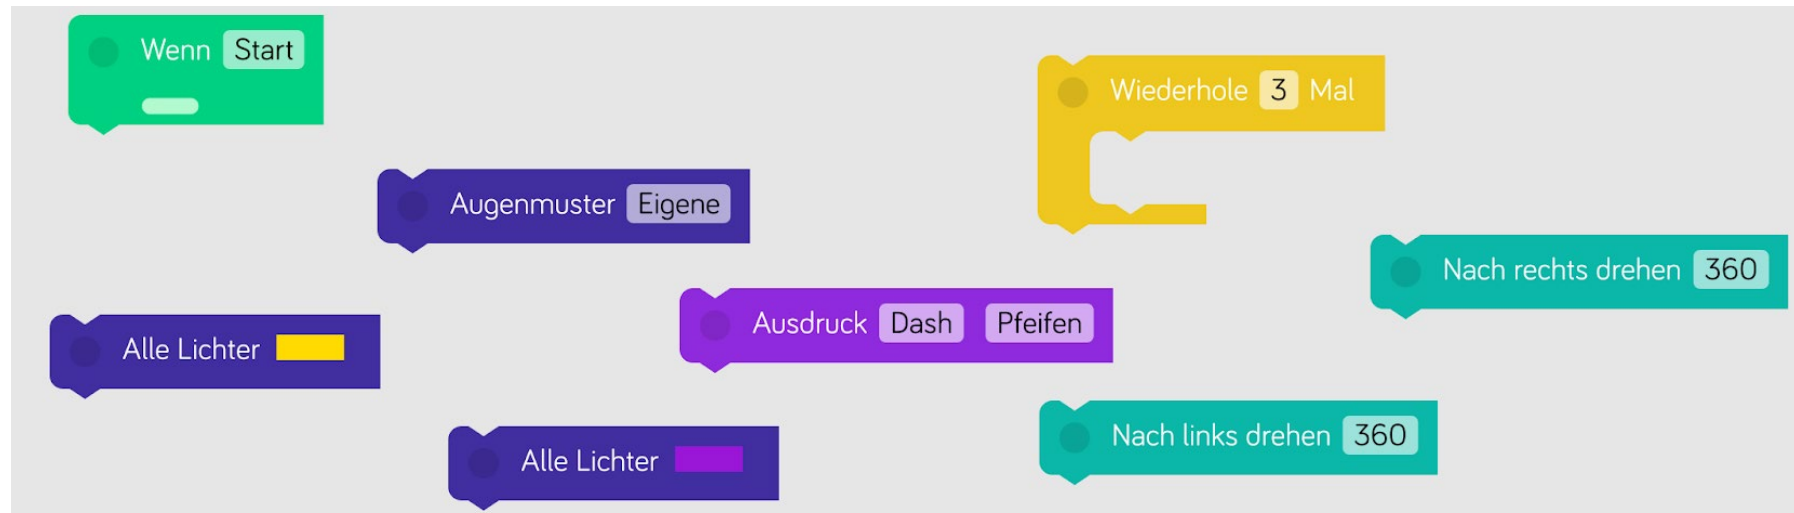 Wenn Start
Wiederhole 3 Mal
Augenmuster Eigene
Nach rechts drehen 360
Ausdruck Dash Pfeifen
Alle Lichter
Nach links drehen 360
Alle Lichter